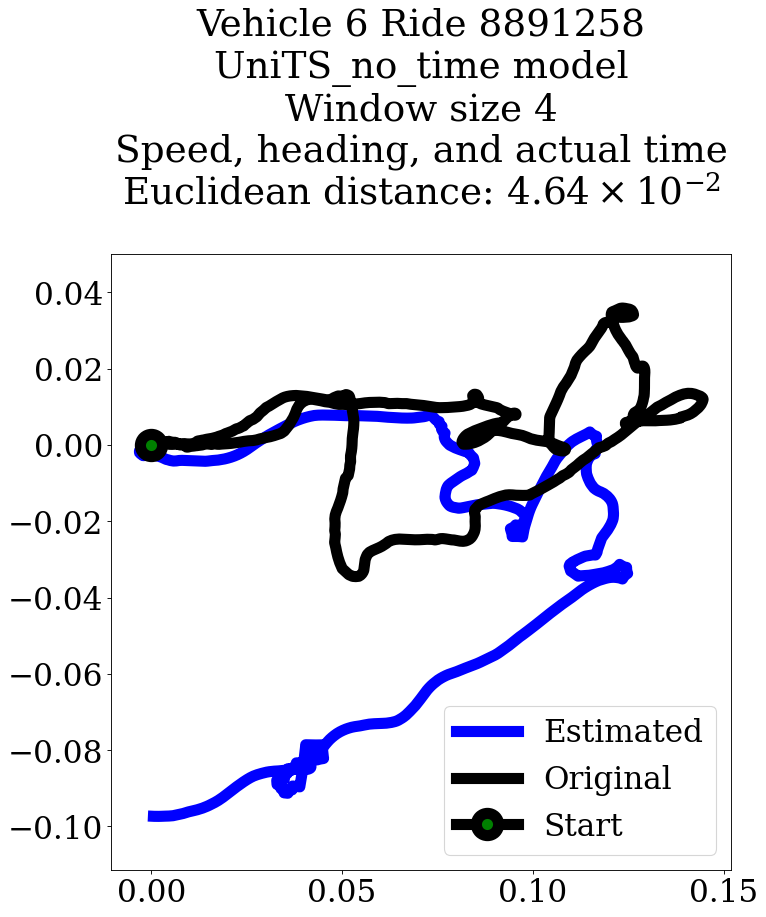 Vehicle 6 Ride 8891258
UniTS_no_time model
Window size 4
Speed, heading, and actual time
Euclidean distance: 4.64 × 10⁻²
0.04
0.02
0.00
−0.02
−0.04
−0.06
−0.08
−0.10
Estimated
Original
Start
0.00 0.05 0.10 0.15